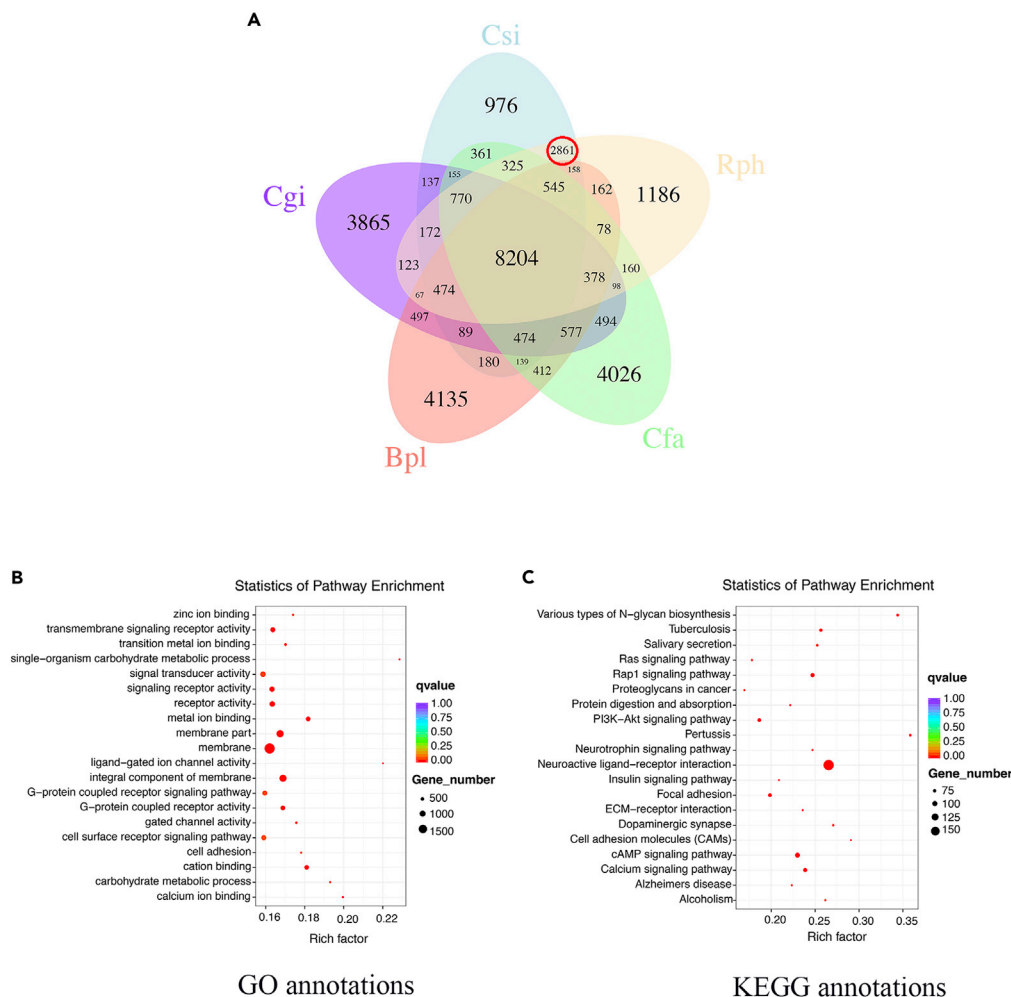 A
Csi
976
2861
Rph
361
325
158
155
137
545
162
1186
Cgi
770
3865
172
78
8204
123
160
378
474
98
67
497
494
89
577
474
180
139
412
4026
4135
Cfa
Bpl
B
Statistics of Pathway Enrichment
zinc ion binding
transmembrane signaling receptor activity
transition metal ion binding
single−organism carbohydrate metabolic process
signal transducer activity
signaling receptor activity
receptor activity
metal ion binding
membrane part
membrane
ligand−gated ion channel activity
integral component of membrane
G−protein coupled receptor signaling pathway
G−protein coupled receptor activity
gated channel activity
cell surface receptor signaling pathway
cell adhesion
cation binding
carbohydrate metabolic process
calcium ion binding
0.16 0.18 0.20 0.22
Rich factor
qvalue
1.00
0.75
0.50
0.25
0.00
Gene_number
500
1000
1500
GO annotations
C
Statistics of Pathway Enrichment
Various types of N−glycan biosynthesis
Tuberculosis
Salivary secretion
Ras signaling pathway
Rap1 signaling pathway
Proteoglycans in cancer
Protein digestion and absorption
PI3K−Akt signaling pathway
Pertussis
Neurotrophin signaling pathway
Neuroactive ligand−receptor interaction
Insulin signaling pathway
Focal adhesion
ECM−receptor interaction
Dopaminergic synapse
Cell adhesion molecules (CAMs)
cAMP signaling pathway
Calcium signaling pathway
Alzheimers disease
Alcoholism
0.20 0.25 0.30 0.35
Rich factor
qvalue
1.00
0.75
0.50
0.25
0.00
Gene_number
75
100
125
150
KEGG annotations